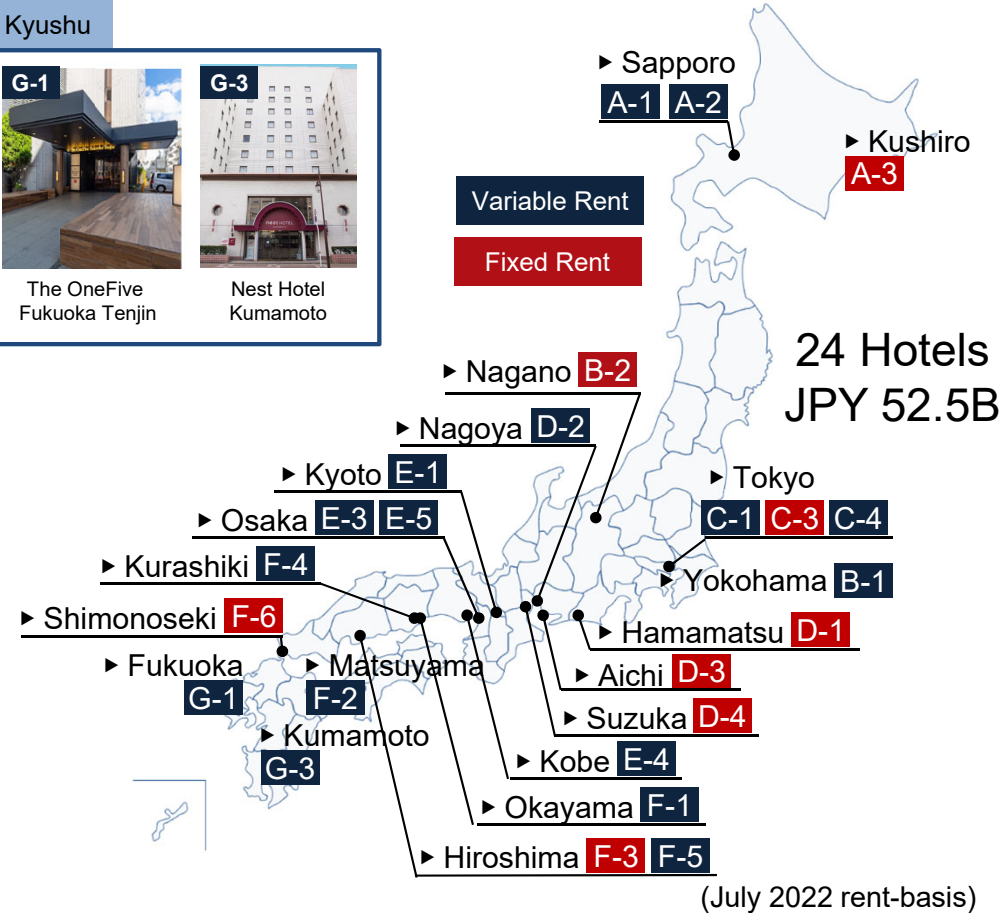 Kyushu
G-1
G-3
The OneFive
Fukuoka Tenjin
Nest Hotel
Kumamoto
Variable Rent
Fixed Rent
▶ Sapporo
A-1 A-2
▶ Kushiro
A-3
24 Hotels
JPY 52.5B
▶ Nagano B-2
▶ Nagoya D-2
▶ Kyoto E-1
▶ Osaka E-3 E-5
▶ Kurashiki F-4
▶ Shimonoseki F-6
▶ Fukuoka
G-1
▶ Matsuyama
F-2
▶ Kumamoto
G-3
▶ Tokyo
C-1 C-3 C-4
▶ Yokohama B-1
▶ Hamamatsu D-1
▶ Aichi D-3
▶ Suzuka D-4
▶ Kobe E-4
▶ Okayama F-1
▶ Hiroshima F-3 F-5
(July 2022 rent-basis)